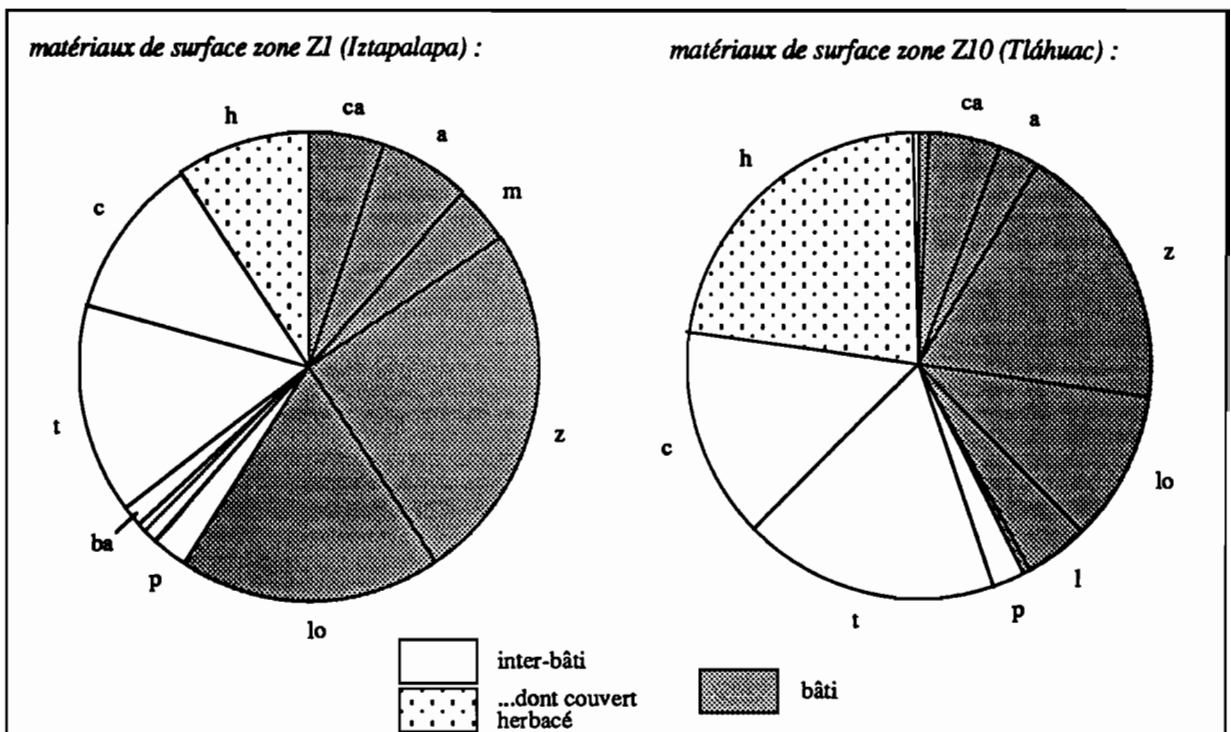 matériaux de surface zone Z1 (Iztapalapa) :
h
ca
a
m
c
z
t
ba
p
lo
matériaux de surface zone Z10 (Tláhuac) :
ca
a
h
z
c
lo
l
p
t
inter-bâti
...dont couvert
herbacé
bâti